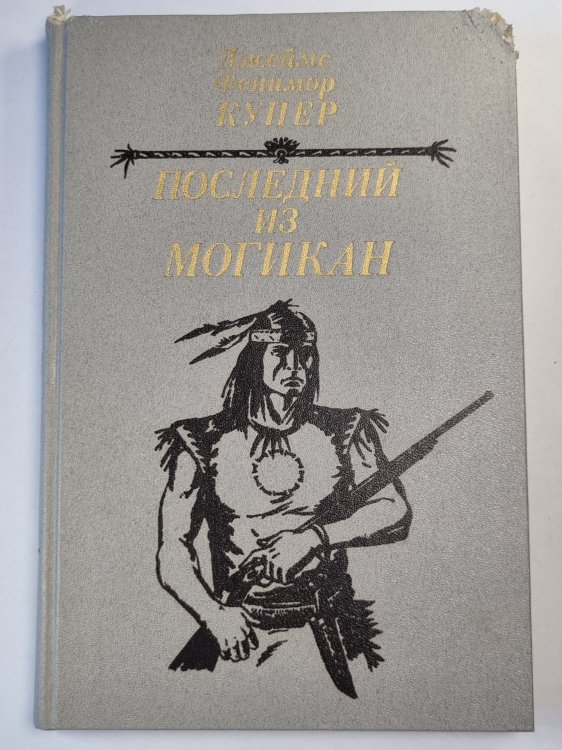 Джеймс
Фенимор
КУПЕР
ПОСЛЕДНИЙ
ИЗ
МОГИКАН